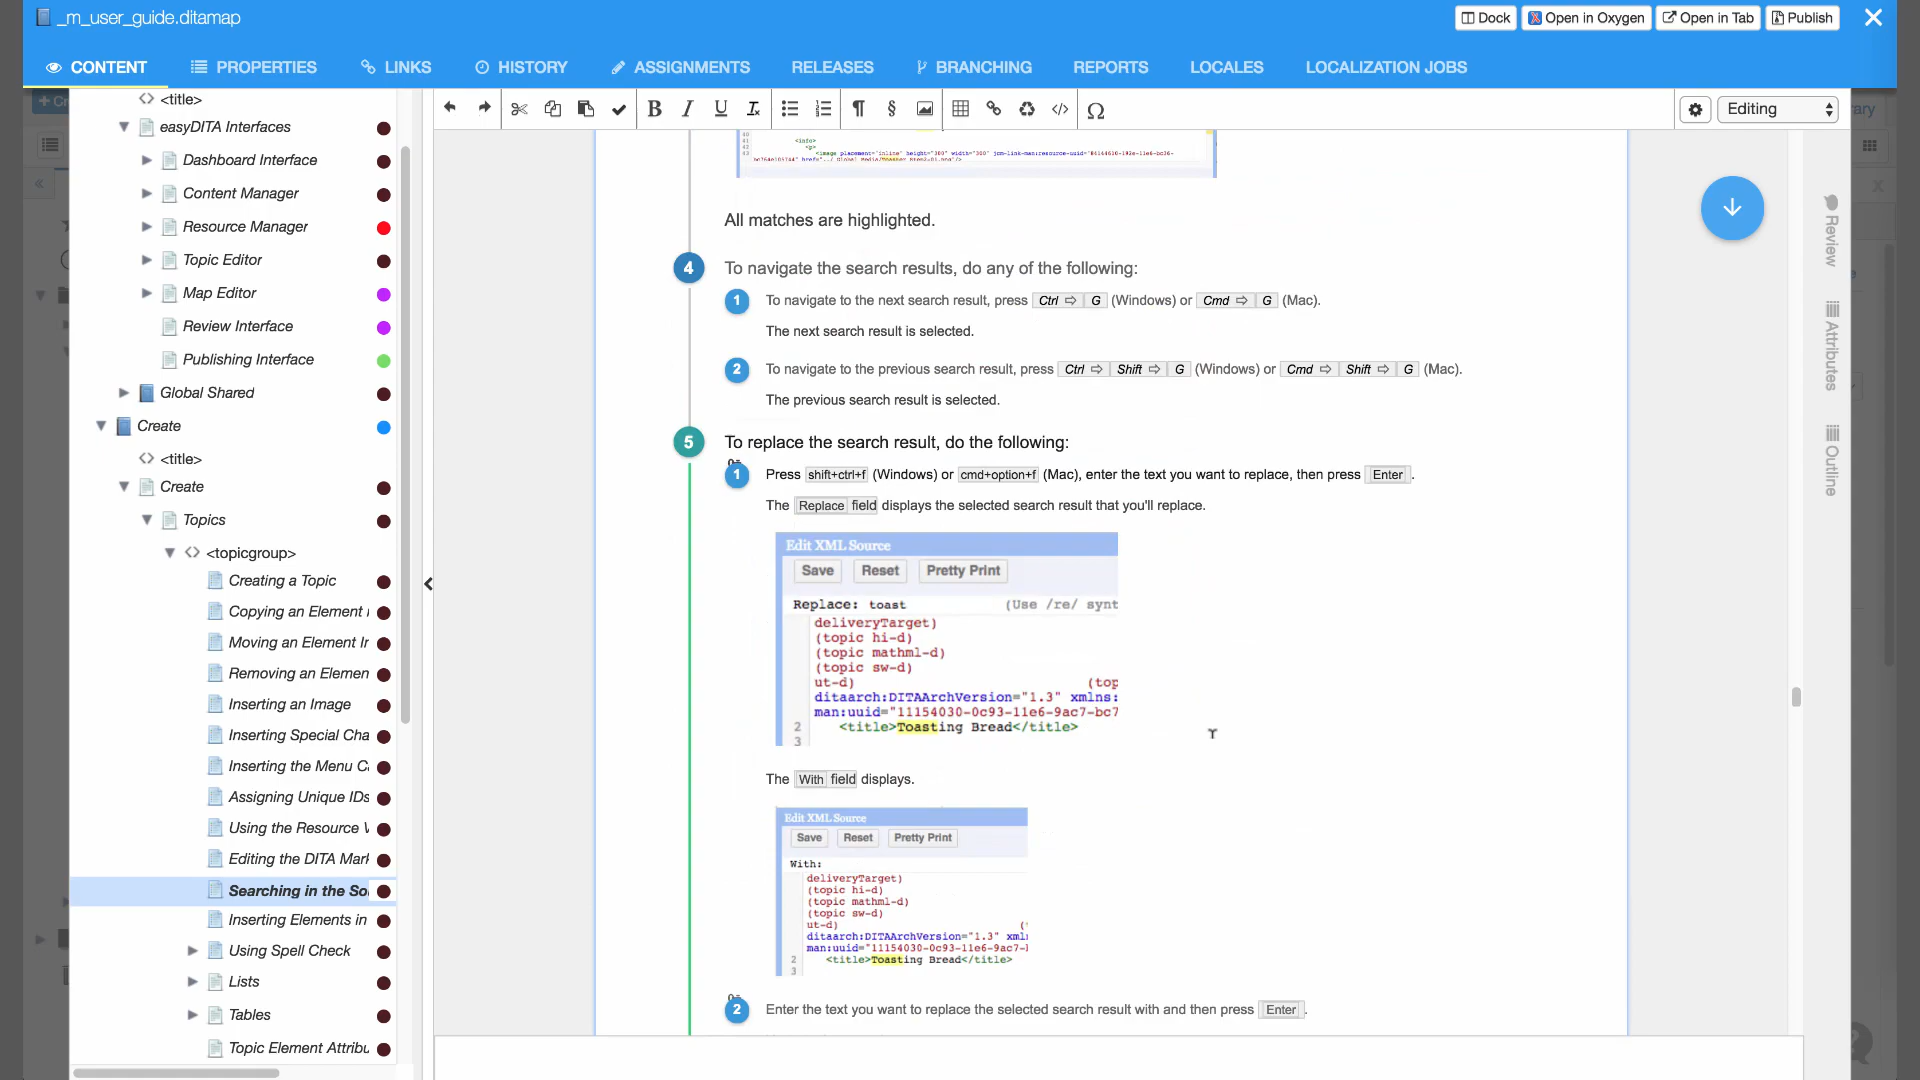 _m_user_guide.ditamap
Dock
Open in Oxygen
Open in Tab
Publish
CONTENT
PROPERTIES
LINKS
HISTORY
ASSIGNMENTS
RELEASES
BRANCHING
REPORTS
LOCALES
LOCALIZATION JOBS
Editing
<title>
easyDITA Interfaces
Dashboard Interface
Content Manager
Resource Manager
Topic Editor
Map Editor
Review Interface
Publishing Interface
Global Shared
Create
<title>
Create
Topics
<topicgroup>
Creating a Topic
Copying an Element
Moving an Element
Removing an Elemen
Inserting an Image
Inserting Special Cha
Inserting the Menu
Assigning Unique IDs
Using the Resource
Editing the DITA Mark
Searching in the So
Inserting Elements in
Using Spell Check
Lists
Tables
Topic Element Attribu
<info>
<p>
All matches are highlighted.
4 To navigate the search results, do any of the following:
1 To navigate to the next search result, press Ctrl ⇨ G (Windows) or Cmd ⇨ G (Mac).
The next search result is selected.
2 To navigate to the previous search result, press Ctrl ⇨ Shift ⇨ G (Windows) or Cmd ⇨ Shift ⇨ G (Mac).
The previous search result is selected.
5 To replace the search result, do the following:
1 Press shift+ctrl+f (Windows) or cmd+option+f (Mac), enter the text you want to replace, then press Enter.
The Replace field displays the selected search result that you'll replace.
Edit XML Source
Save Reset Pretty Print
Replace: toast (Use /re/ synt
deliveryTarget)
(topic hi-d)
(topic mathml-d)
(topic sw-d)
ut-d) (top
ditaarch:DITAArchVersion="1.3" xmlns:
man:uuid="11154030-0c93-11e6-9ac7-bc7
2 <title>Toasting Bread</title>
3
The With field displays.
Edit XML Source
Save Reset Pretty Print
With:
deliveryTarget)
(topic hi-d)
(topic mathml-d)
(topic sw-d)
ut-d) (
ditaarch:DITAArchVersion="1.3" xml
man:uuid="11154030-0c93-11e6-9ac7-
2 <title>Toasting Bread</title>
3
2 Enter the text you want to replace the selected search result with and then press Enter.
Review
Attributes
Outline